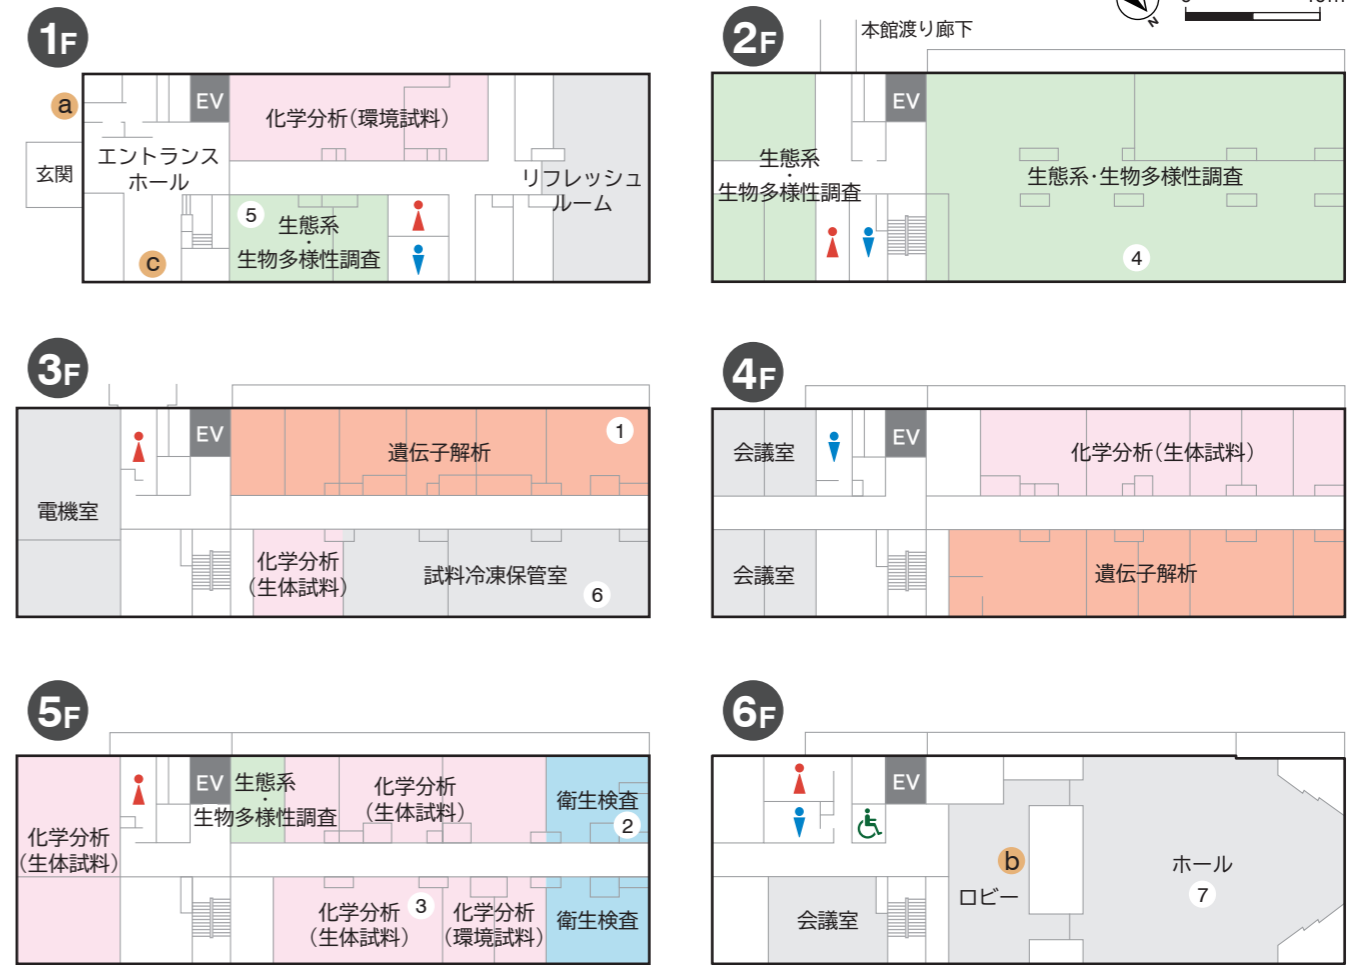 1F
a
EV
化学分析(環境試料)
玄関
エントランス
ホール
リフレッシュ
ルーム
5
生態系
・
生物多様性調査
c
2F
本館渡り廊下
N
EV
生態系
・
生物多様性調査
生態系・生物多様性調査
4
3F
EV
遺伝子解析
1
電機室
化学分析
(生体試料)
試料冷凍保管室
6
4F
会議室
EV
化学分析(生体試料)
会議室
遺伝子解析
5F
EV
生態系
・
生物多様性調査
化学分析
(生体試料)
衛生検査
2
化学分析
(生体試料)
化学分析
(生体試料)
3
化学分析
(環境試料)
衛生検査
6F
EV
b
ロビー
ホール
7
会議室